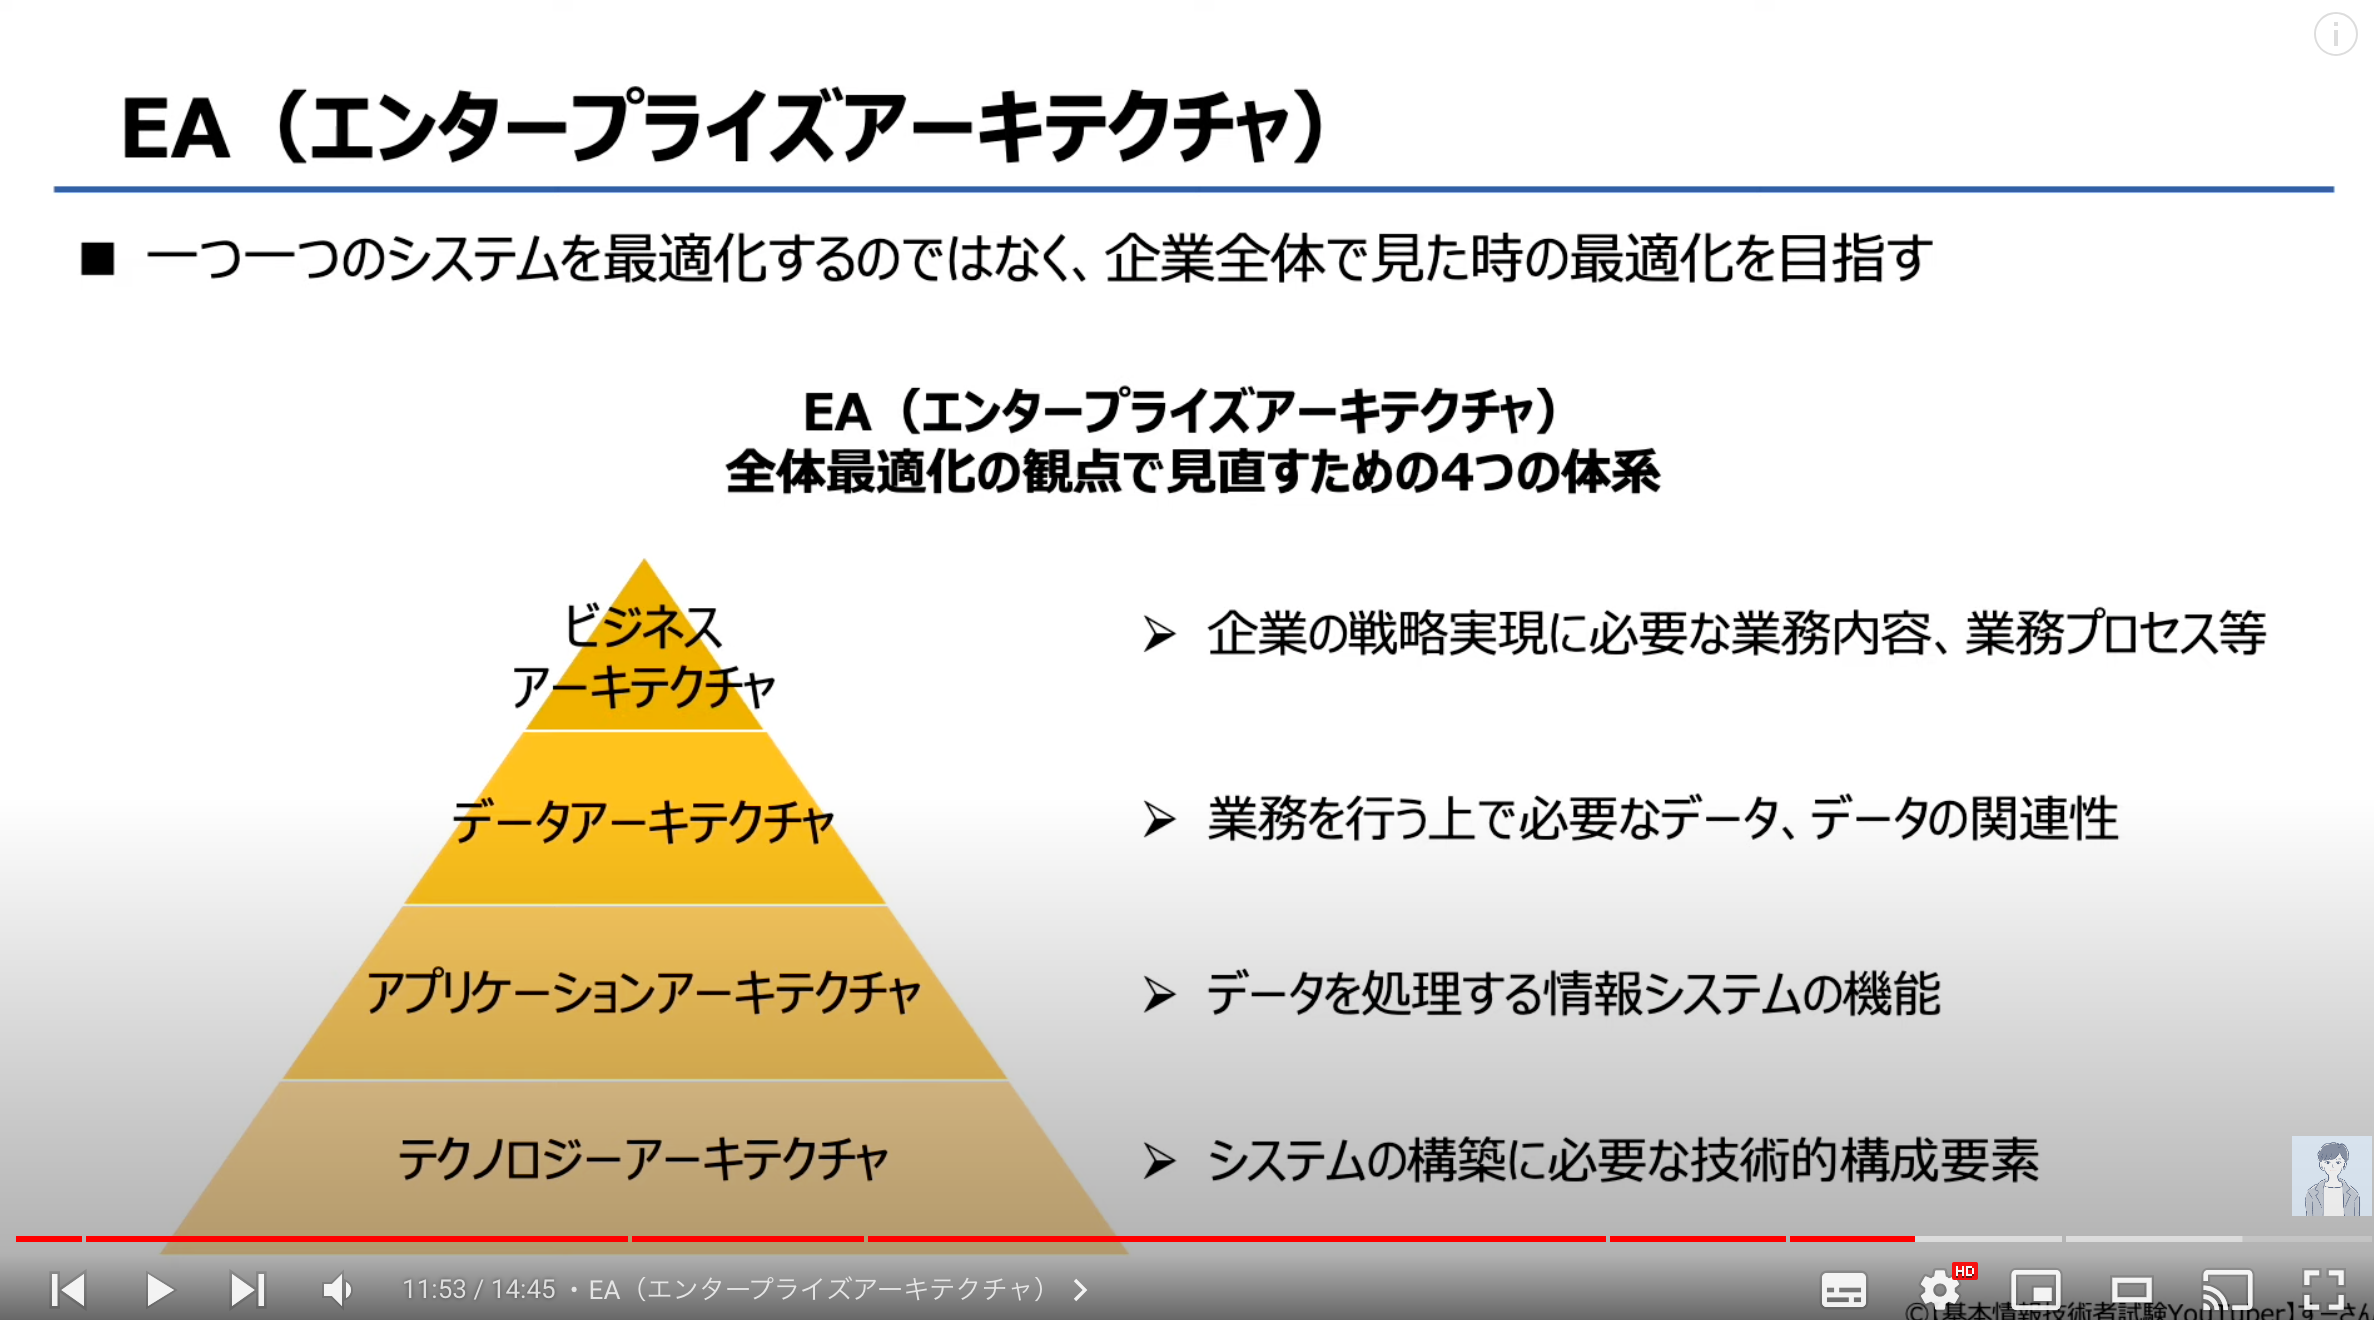 EA（エンタープライズアーキテクチャ）
■ 一つ一つのシステムを最適化するのではなく、企業全体で見た時の最適化を目指す
EA（エンタープライズアーキテクチャ）
全体最適化の観点で見直すための4つの体系
ビジネス
アーキテクチャ
➢ 企業の戦略実現に必要な業務内容、業務プロセス等
データアーキテクチャ
➢ 業務を行う上で必要なデータ、データの関連性
アプリケーションアーキテクチャ
➢ データを処理する情報システムの機能
テクノロジーアーキテクチャ
➢ システムの構築に必要な技術的構成要素
11:53 / 14:45 • EA（エンタープライズアーキテクチャ）
HD
©【基本情報技術者試験YouTuber】すーさん